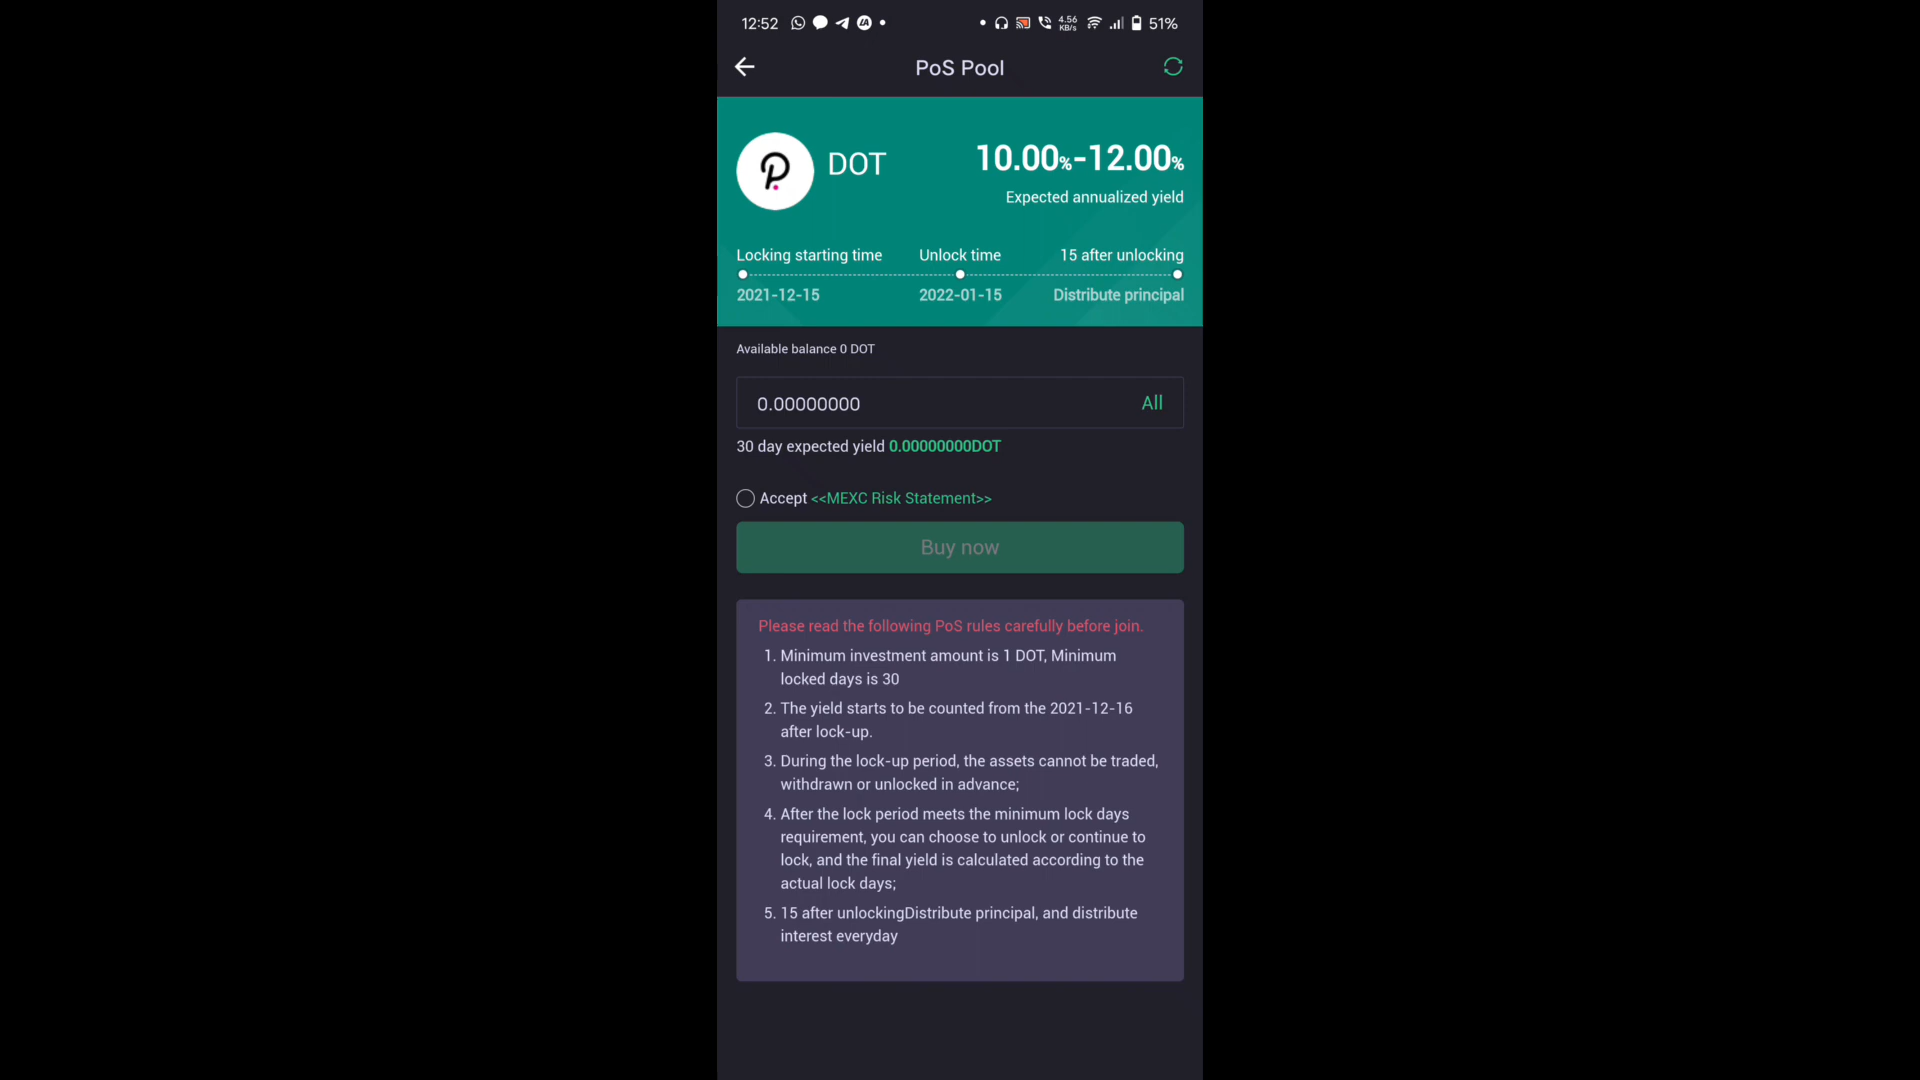 12:52 4.56 KB/s 51%
PoS Pool
DOT 10.00%-12.00%
Expected annualized yield
Locking starting time Unlock time 15 after unlocking
2021-12-15 2022-01-15 Distribute principal
Available balance 0 DOT
0.00000000 All
30 day expected yield 0.00000000DOT
Accept <<MEXC Risk Statement>>
Buy now
Please read the following PoS rules carefully before join.
1. Minimum investment amount is 1 DOT, Minimum
locked days is 30
2. The yield starts to be counted from the 2021-12-16
after lock-up.
3. During the lock-up period, the assets cannot be traded,
withdrawn or unlocked in advance;
4. After the lock period meets the minimum lock days
requirement, you can choose to unlock or continue to
lock, and the final yield is calculated according to the
actual lock days;
5. 15 after unlockingDistribute principal, and distribute
interest everyday